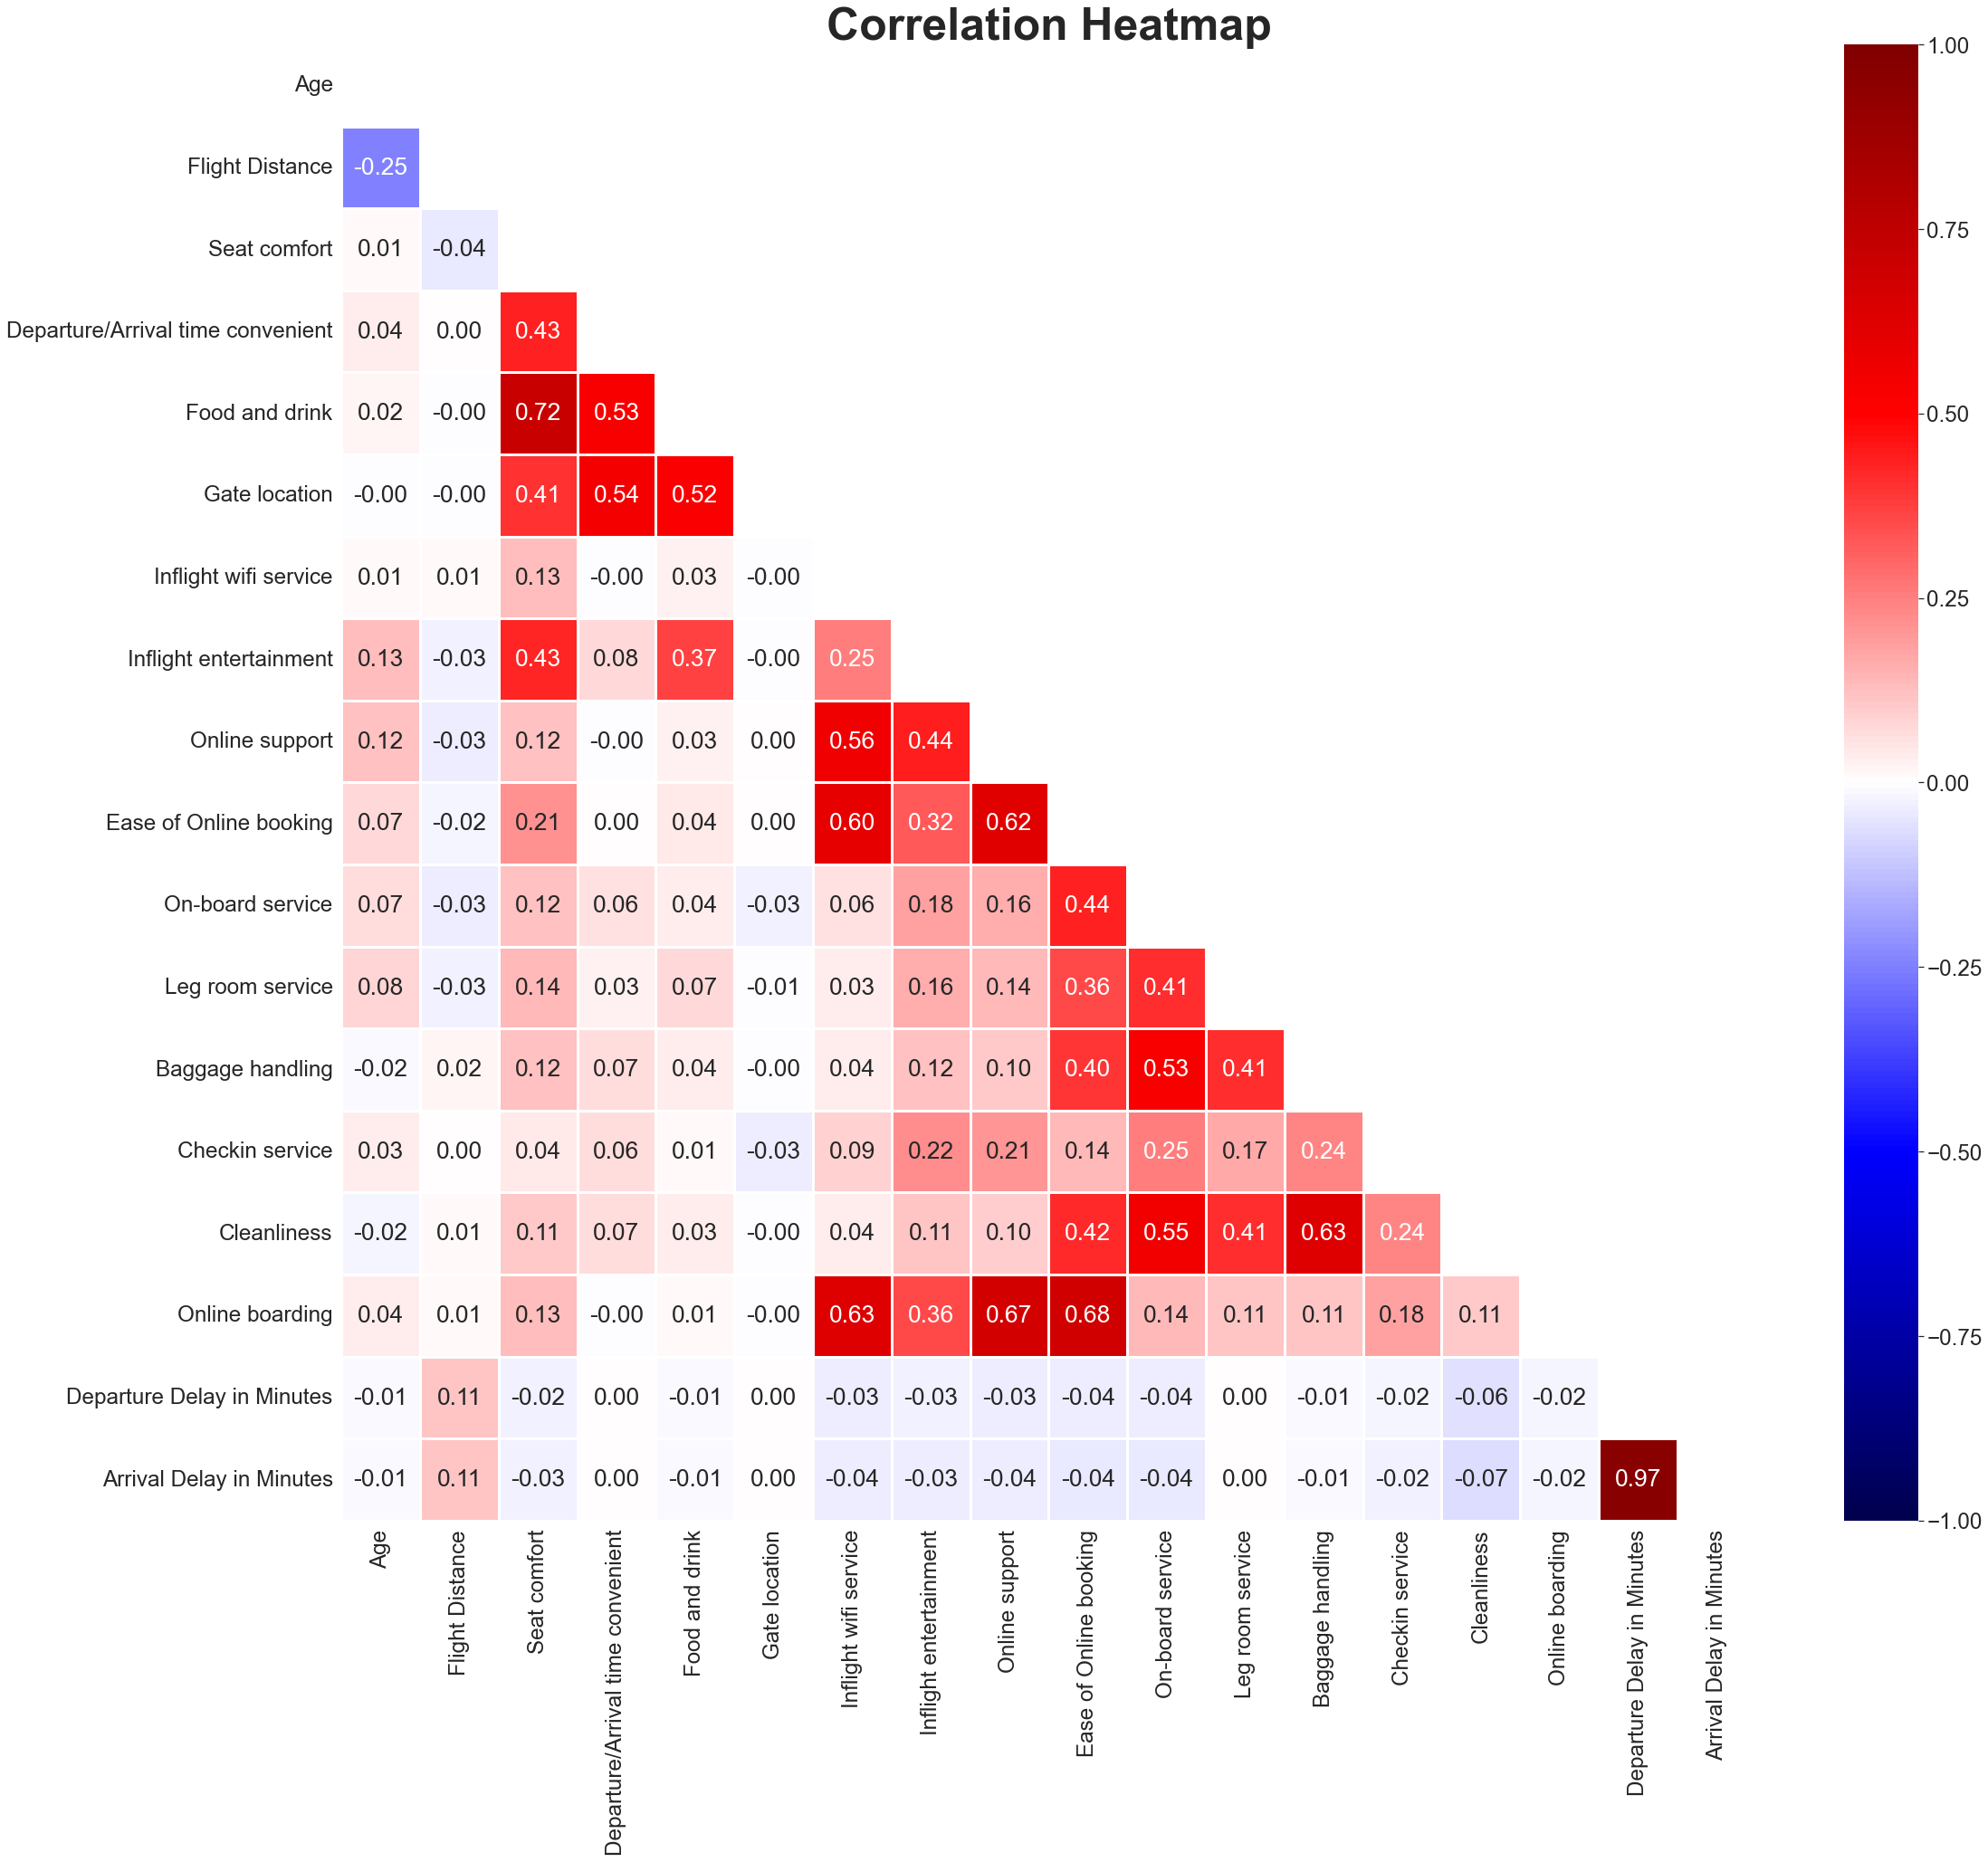 Correlation Heatmap
Age
Flight Distance -0.25
Seat comfort 0.01 -0.04
Departure/Arrival time convenient 0.04 0.00 0.43
Food and drink 0.02 -0.00 0.72 0.53
Gate location -0.00 -0.00 0.41 0.54 0.52
Inflight wifi service 0.01 0.01 0.13 -0.00 0.03 -0.00
Inflight entertainment 0.13 -0.03 0.43 0.08 0.37 -0.00 0.25
Online support 0.12 -0.03 0.12 -0.00 0.03 0.00 0.56 0.44
Ease of Online booking 0.07 -0.02 0.21 0.00 0.04 0.00 0.60 0.32 0.62
On-board service 0.07 -0.03 0.12 0.06 0.04 -0.03 0.06 0.18 0.16 0.44
Leg room service 0.08 -0.03 0.14 0.03 0.07 -0.01 0.03 0.16 0.14 0.36 0.41
Baggage handling -0.02 0.02 0.12 0.07 0.04 -0.00 0.04 0.12 0.10 0.40 0.53 0.41
Checkin service 0.03 0.00 0.04 0.06 0.01 -0.03 0.09 0.22 0.21 0.14 0.25 0.17 0.24
Cleanliness -0.02 0.01 0.11 0.07 0.03 -0.00 0.04 0.11 0.10 0.42 0.55 0.41 0.63 0.24
Online boarding 0.04 0.01 0.13 -0.00 0.01 -0.00 0.63 0.36 0.67 0.68 0.14 0.11 0.11 0.18 0.11
Departure Delay in Minutes -0.01 0.11 -0.02 0.00 -0.01 0.00 -0.03 -0.03 -0.03 -0.04 -0.04 0.00 -0.01 -0.02 -0.06 -0.02
Arrival Delay in Minutes -0.01 0.11 -0.03 0.00 -0.01 0.00 -0.04 -0.03 -0.04 -0.04 -0.04 0.00 -0.01 -0.02 -0.07 -0.02 0.97
Age
Flight Distance
Seat comfort
Departure/Arrival time convenient
Food and drink
Gate location
Inflight wifi service
Inflight entertainment
Online support
Ease of Online booking
On-board service
Leg room service
Baggage handling
Checkin service
Cleanliness
Online boarding
Departure Delay in Minutes
Arrival Delay in Minutes
1.00
0.75
0.50
0.25
0.00
−0.25
−0.50
−0.75
−1.00